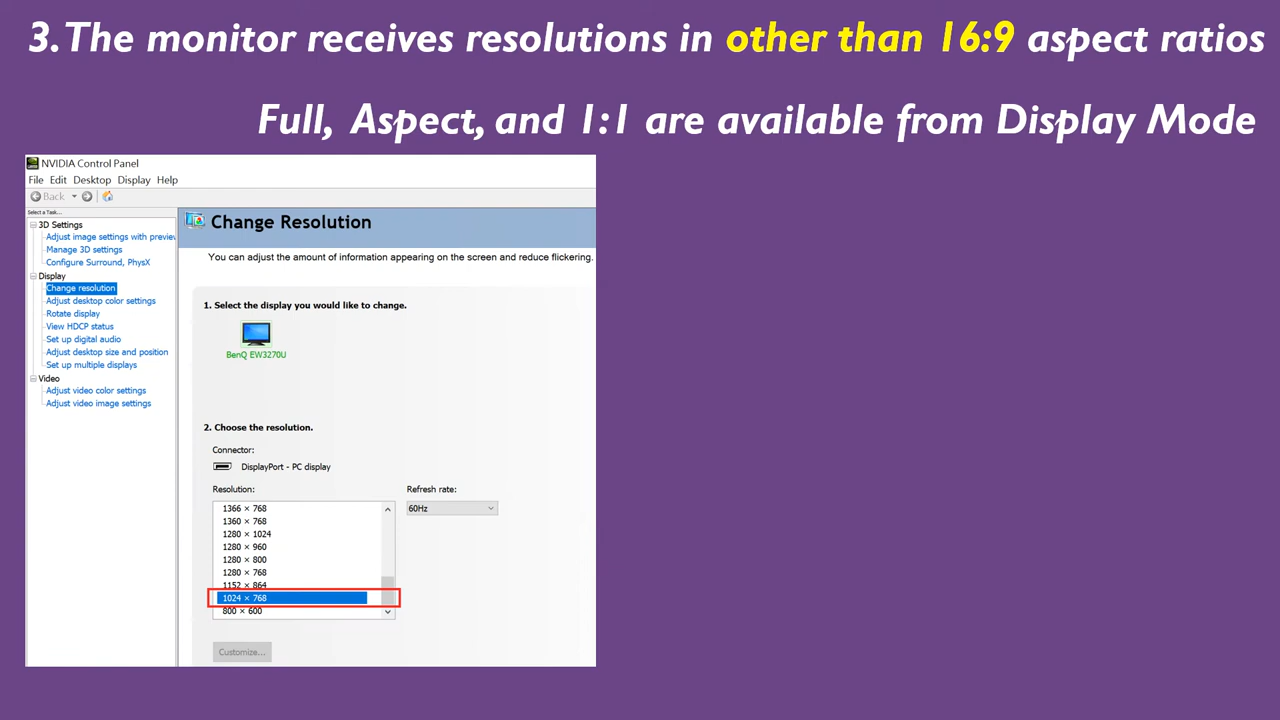 3. The monitor receives resolutions in other than 16:9 aspect ratios
Full, Aspect, and 1:1 are available from Display Mode
NVIDIA Control Panel
File Edit Desktop Display Help
Back
Select a Task...
3D Settings
Adjust image settings with preview
Manage 3D settings
Configure Surround, PhysX
Display
Change resolution
Adjust desktop color settings
Rotate display
View HDCP status
Set up digital audio
Adjust desktop size and position
Set up multiple displays
Video
Adjust video color settings
Adjust video image settings
Change Resolution
You can adjust the amount of information appearing on the screen and reduce flickering.
1. Select the display you would like to change.
BenQ EW3270U
2. Choose the resolution.
Connector:
DisplayPort - PC display
Resolution:
Refresh rate:
1366 × 768
60Hz
1360 × 768
1280 × 1024
1280 × 960
1280 × 800
1280 × 768
1152 × 864
1024 × 768
800 × 600
Customize...